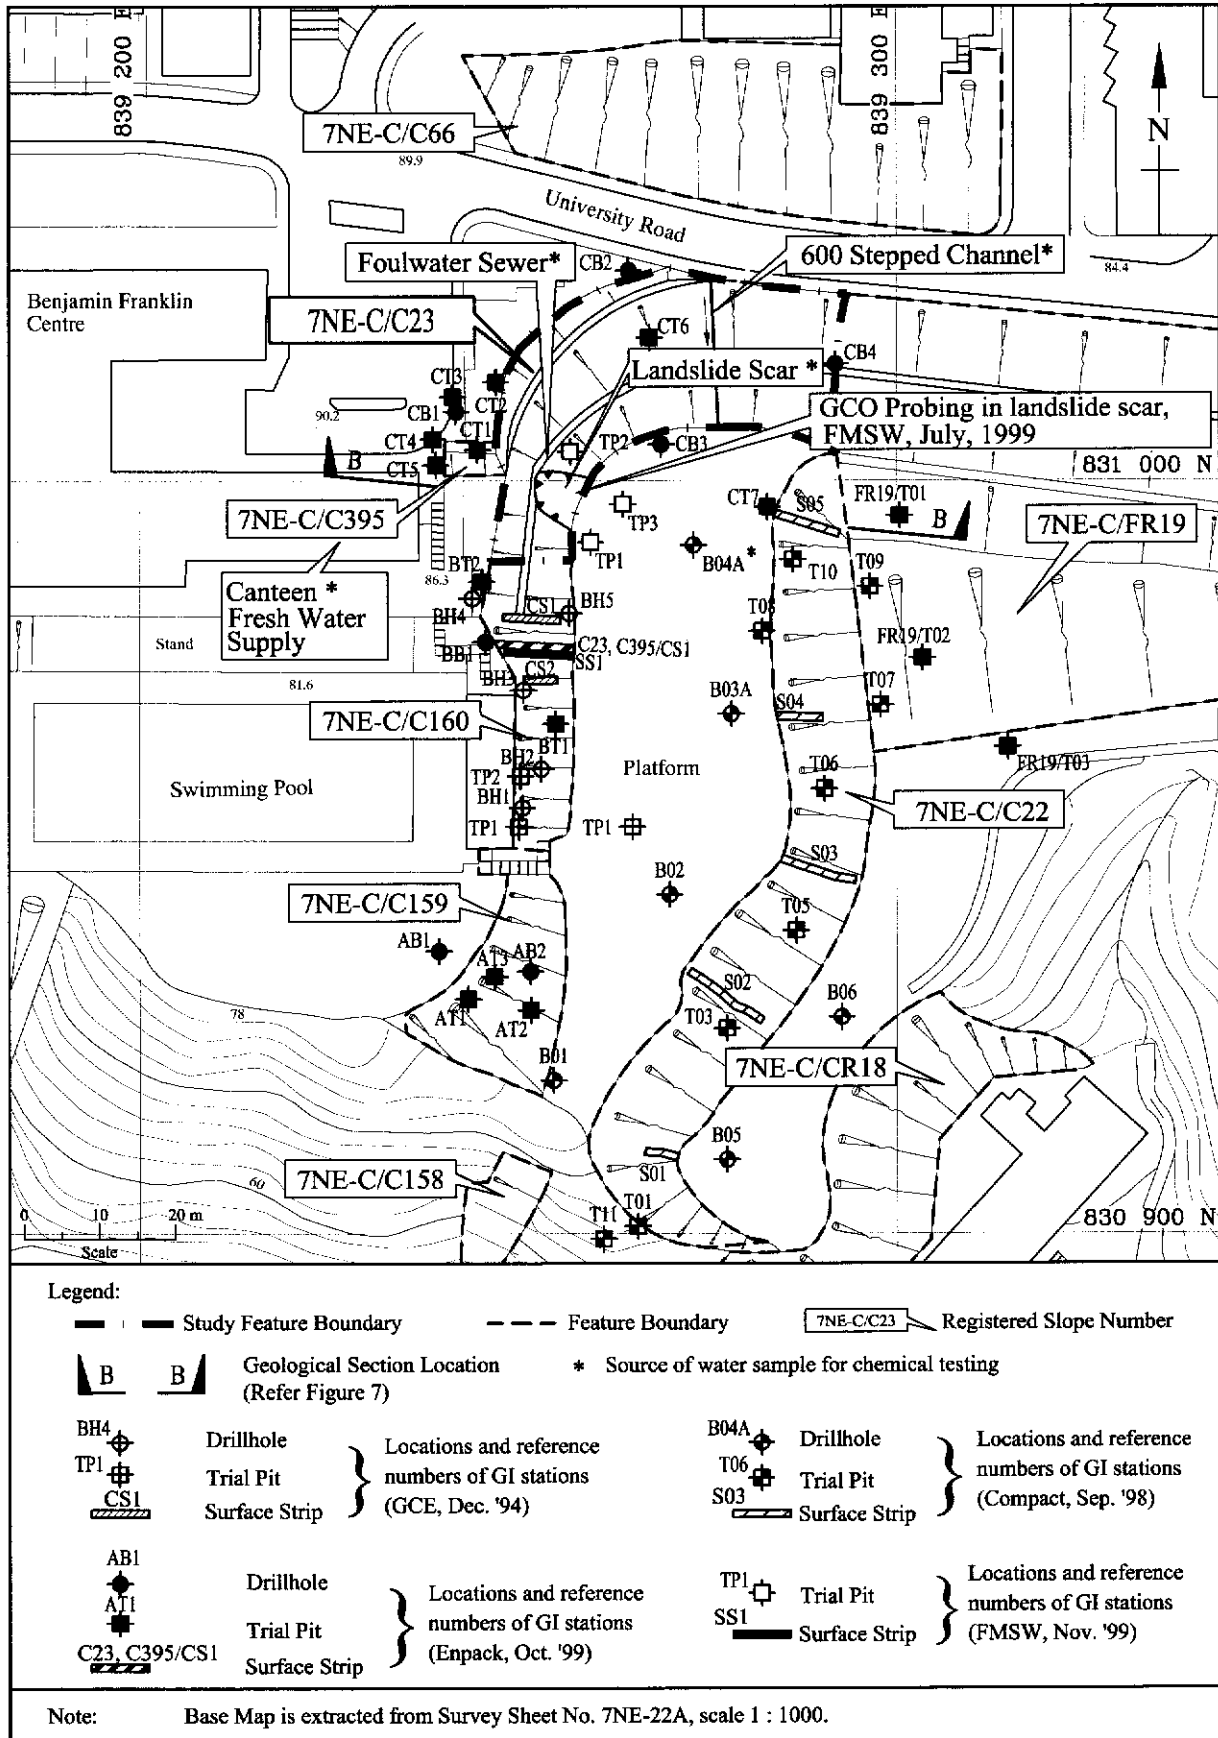 839 200 E
839 300 E
7NE-C/C66
N
89.9
University Road
Foulwater Sewer*
CB2
600 Stepped Channel*
84.4
Benjamin Franklin
Centre
7NE-C/C23
CT6
Landslide Scar *
CB4
CT3
CT2
90.2
CB1
GCO Probing in landslide scar,
FMSW, July, 1999
CT4
CT1
TP2
CB3
B
CT5
831 000 N
7NE-C/C395
TP3
CT7
S05
FR19/T01
B
7NE-C/FR19
TP1
B04A*
T10
T09
BT2
86.3
Canteen *
Fresh Water
Supply
BH4
CS1
BH5
T08
Stand
BB1
C23, C395/CS1
SS1
FR19/T02
CS2
81.6
BH3
T07
B03A
S04
7NE-C/C160
BT1
FR19/T03
BH2
Platform
T06
Swimming Pool
TP2
BH1
7NE-C/C22
TP1
TP1
S03
B02
7NE-C/C159
T05
AB1
AT3
AB2
S02
78
AT1
AT2
T03
B06
B01
7NE-C/CR18
B05
7NE-C/C158
60
S01
T11
T01
830 900 N
0 10 20 m
Scale
Legend:
Study Feature Boundary
Feature Boundary
7NE-C/C23
Registered Slope Number
B B
Geological Section Location
(Refer Figure 7)
* Source of water sample for chemical testing
BH4
Drillhole
TP1
Trial Pit
CS1
Surface Strip
Locations and reference
numbers of GI stations
(GCE, Dec. '94)
B04A
Drillhole
T06
Trial Pit
S03
Surface Strip
Locations and reference
numbers of GI stations
(Compact, Sep. '98)
AB1
Drillhole
AT1
Trial Pit
C23, C395/CS1
Surface Strip
Locations and reference
numbers of GI stations
(Enpack, Oct. '99)
TP1
Trial Pit
SS1
Surface Strip
Locations and reference
numbers of GI stations
(FMSW, Nov. '99)
Note: Base Map is extracted from Survey Sheet No. 7NE-22A, scale 1 : 1000.